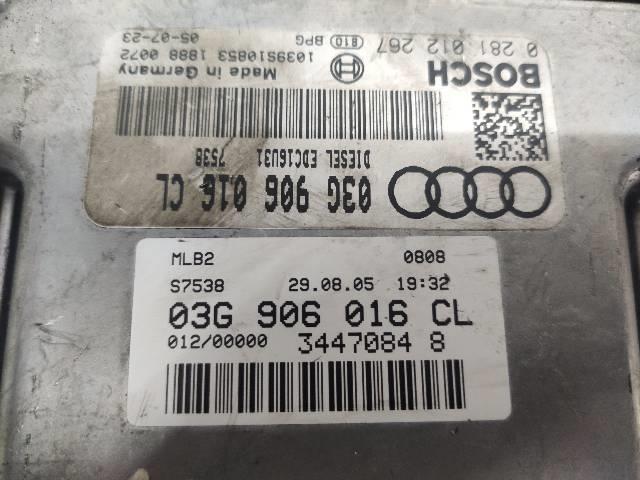 BOSCH
0 281 012 267
Made in Germany
810 BPG
1039S10853 1888 0072
05-07-23
DIESEL EDC16U31
7538
03G 906 016 CL
MLB2 0808
S7538 29.08.05 19:32
03G 906 016 CL
012/00000 3447084 8